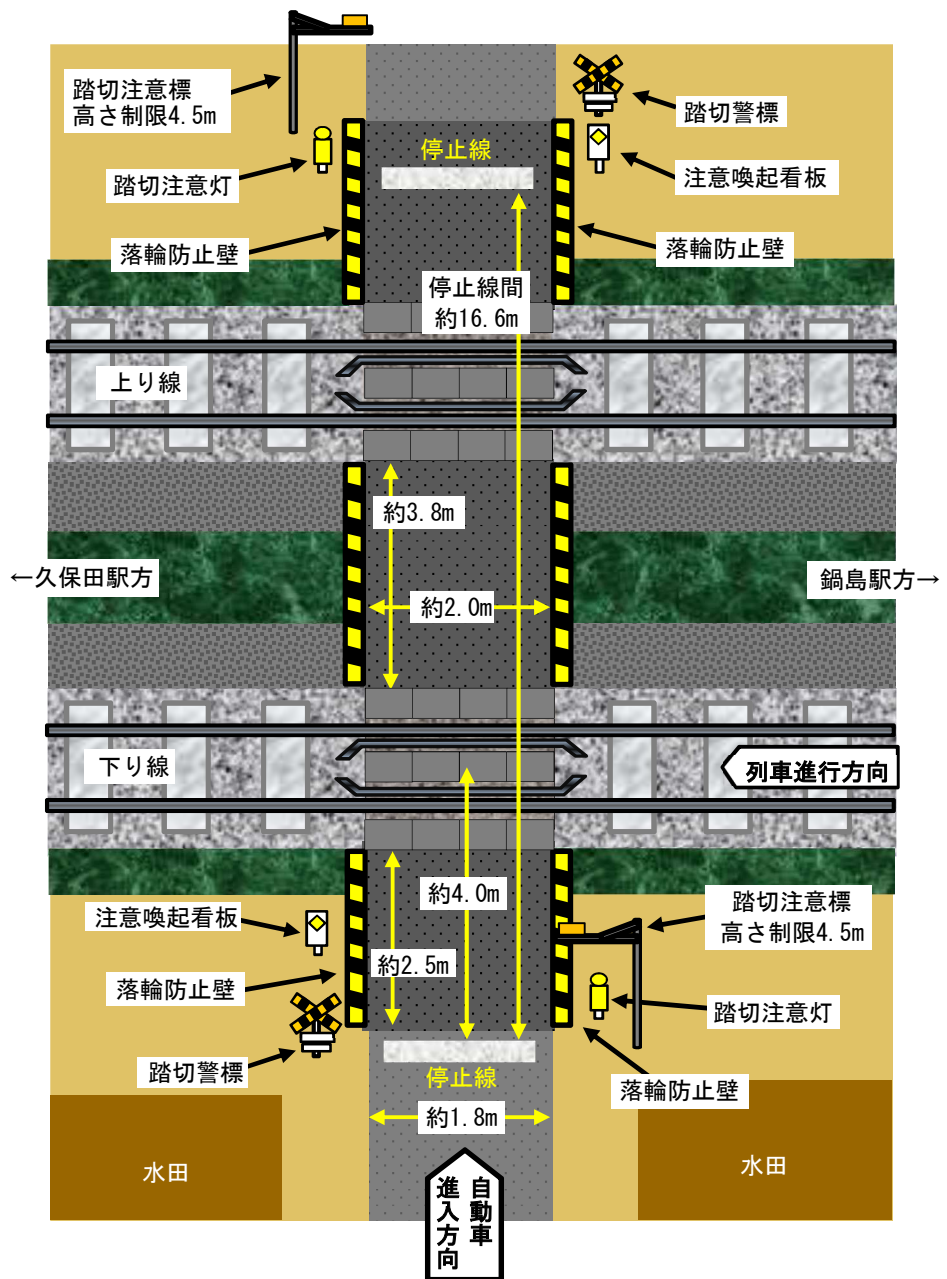 踏切注意標
高さ制限4.5m
踏切警標
停止線
踏切注意灯
注意喚起看板
落輪防止壁
落輪防止壁
停止線間
約16.6m
上り線
約3.8m
←久保田駅方
鍋島駅方→
約2.0m
下り線
列車進行方向
約4.0m
踏切注意標
高さ制限4.5m
注意喚起看板
約2.5m
落輪防止壁
踏切注意灯
踏切警標
停止線
落輪防止壁
約1.8m
水田
水田
自動車
進入方向